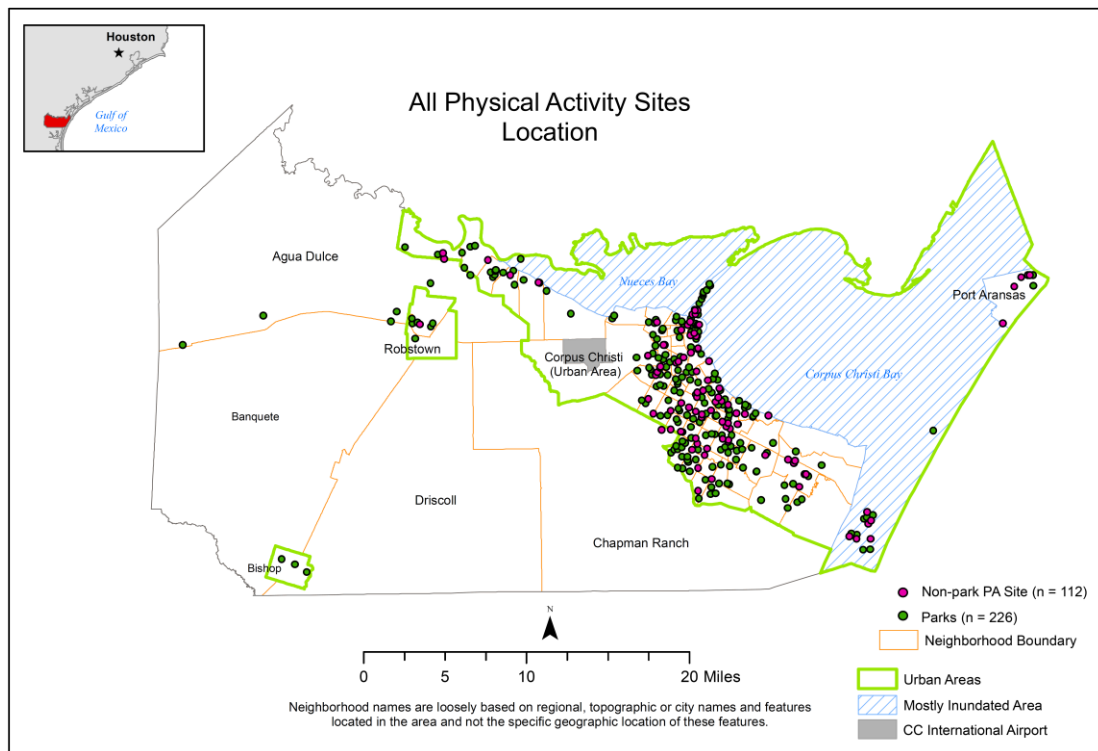 Houston
Gulf of
Mexico
All Physical Activity Sites
Location
Agua Dulce
Nueces Bay
Port Aransas
Robstown
Corpus Christi
(Urban Area)
Corpus Christi Bay
Banquete
Driscoll
Chapman Ranch
Bishop
Non-park PA Site (n = 112)
Parks (n = 226)
Neighborhood Boundary
Urban Areas
Mostly Inundated Area
CC International Airport
N
0 5 10 20 Miles
Neighborhood names are loosely based on regional, topographic or city names and features
located in the area and not the specific geographic location of these features.